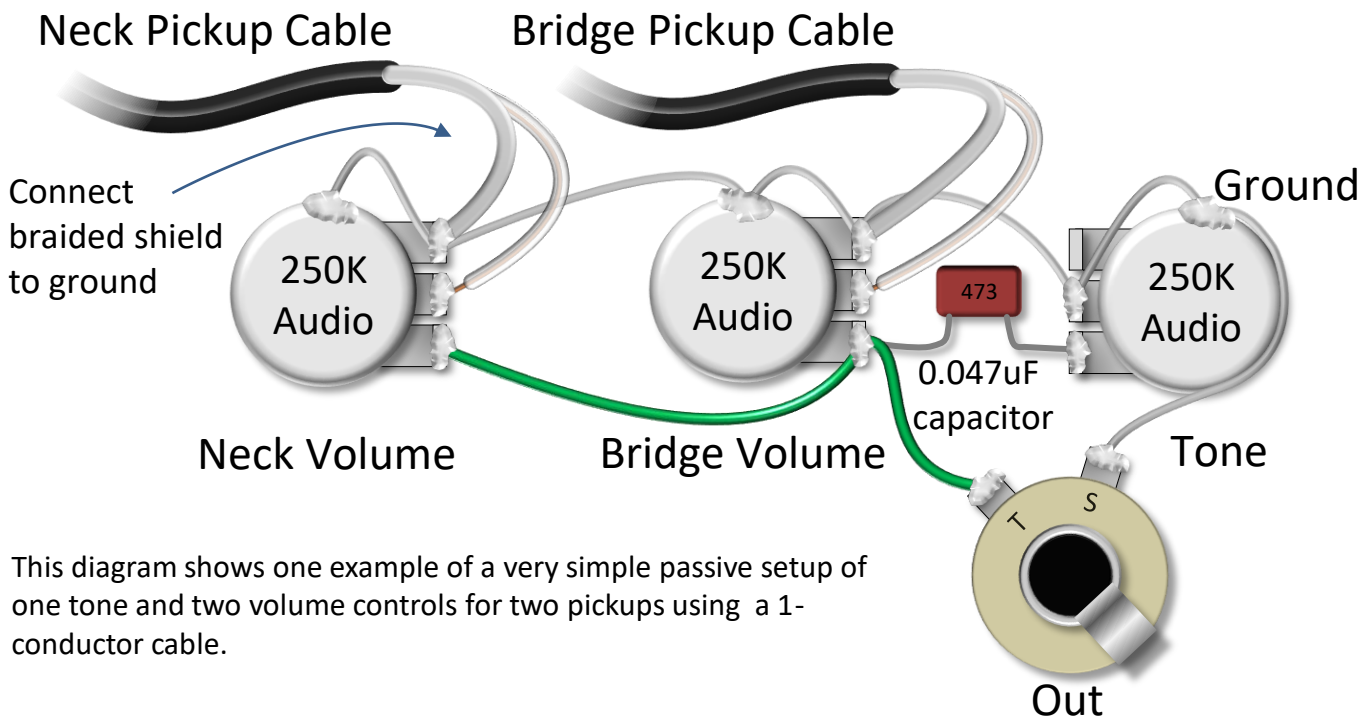 Neck Pickup Cable
Bridge Pickup Cable
Connect
braided shield
to ground
Ground
250K
Audio
250K
Audio
473
250K
Audio
0.047uF
capacitor
Neck Volume
Bridge Volume
Tone
T
S
This diagram shows one example of a very simple passive setup of
one tone and two volume controls for two pickups using  a 1-
conductor cable.
Out